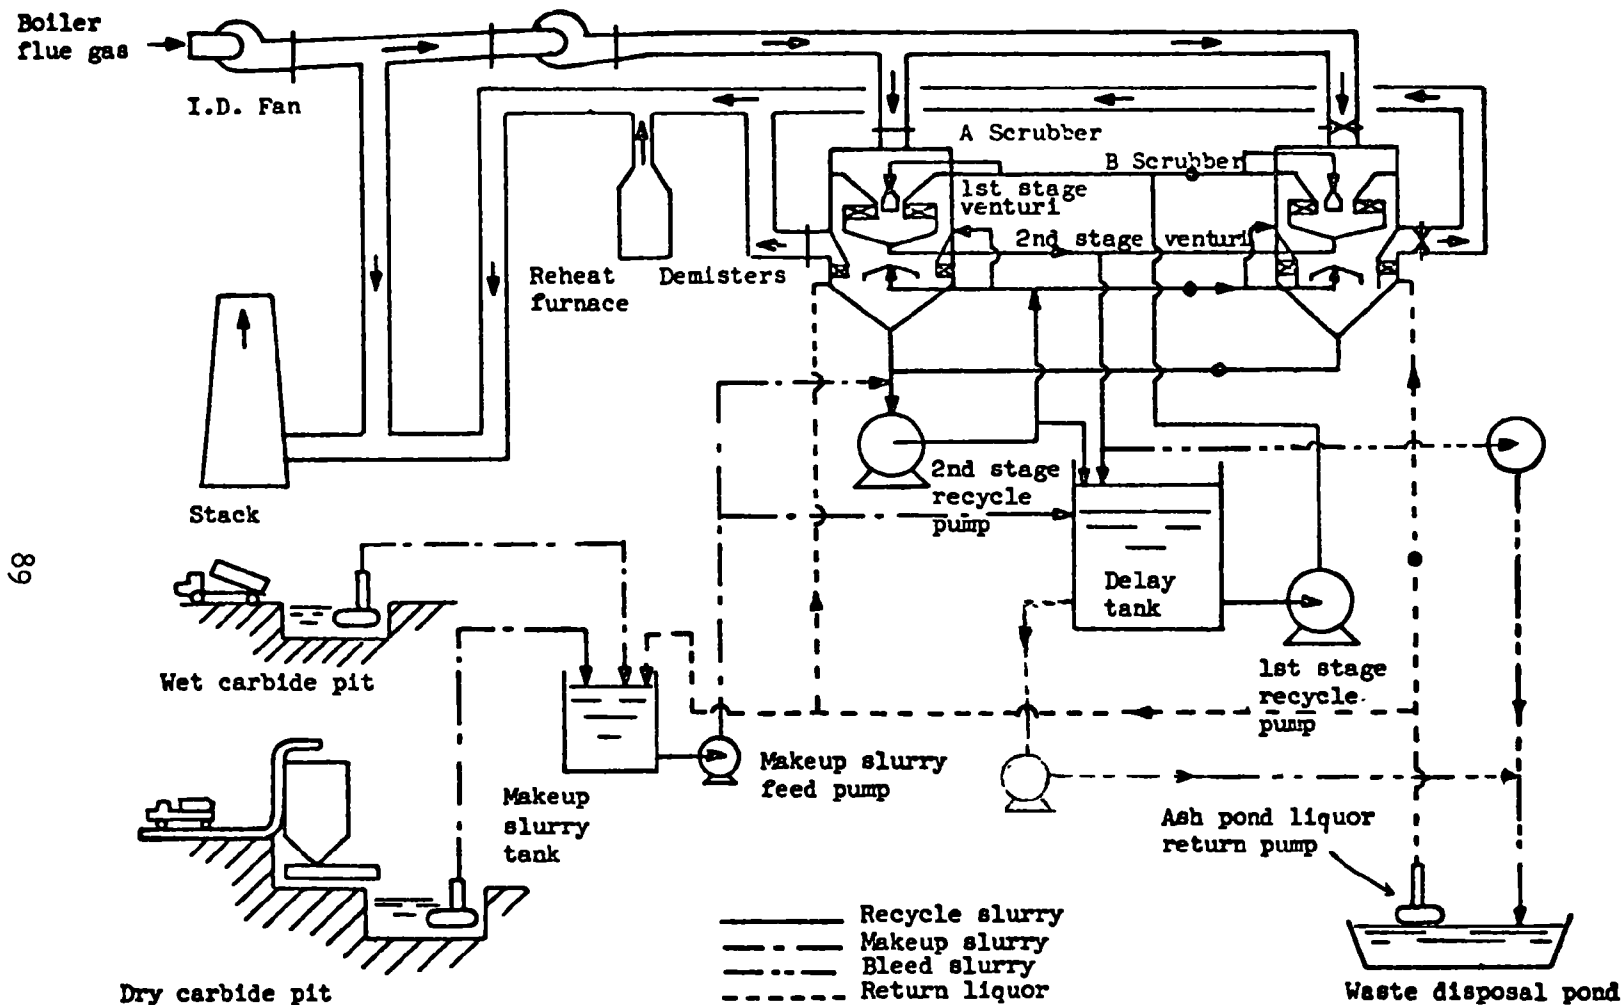 Boiler
flue gas
I.D. Fan
A Scrubber
B Scrubber
1st stage
venturi
2nd stage venturi
Reheat
furnace
Demisters
Stack
2nd stage
recycle
pump
Delay
tank
1st stage
recycle
pump
Wet carbide pit
Makeup
slurry
tank
Makeup slurry
feed pump
Ash pond liquor
return pump
Dry carbide pit
Recycle slurry
Makeup slurry
Bleed slurry
Return liquor
Waste disposal pond
89